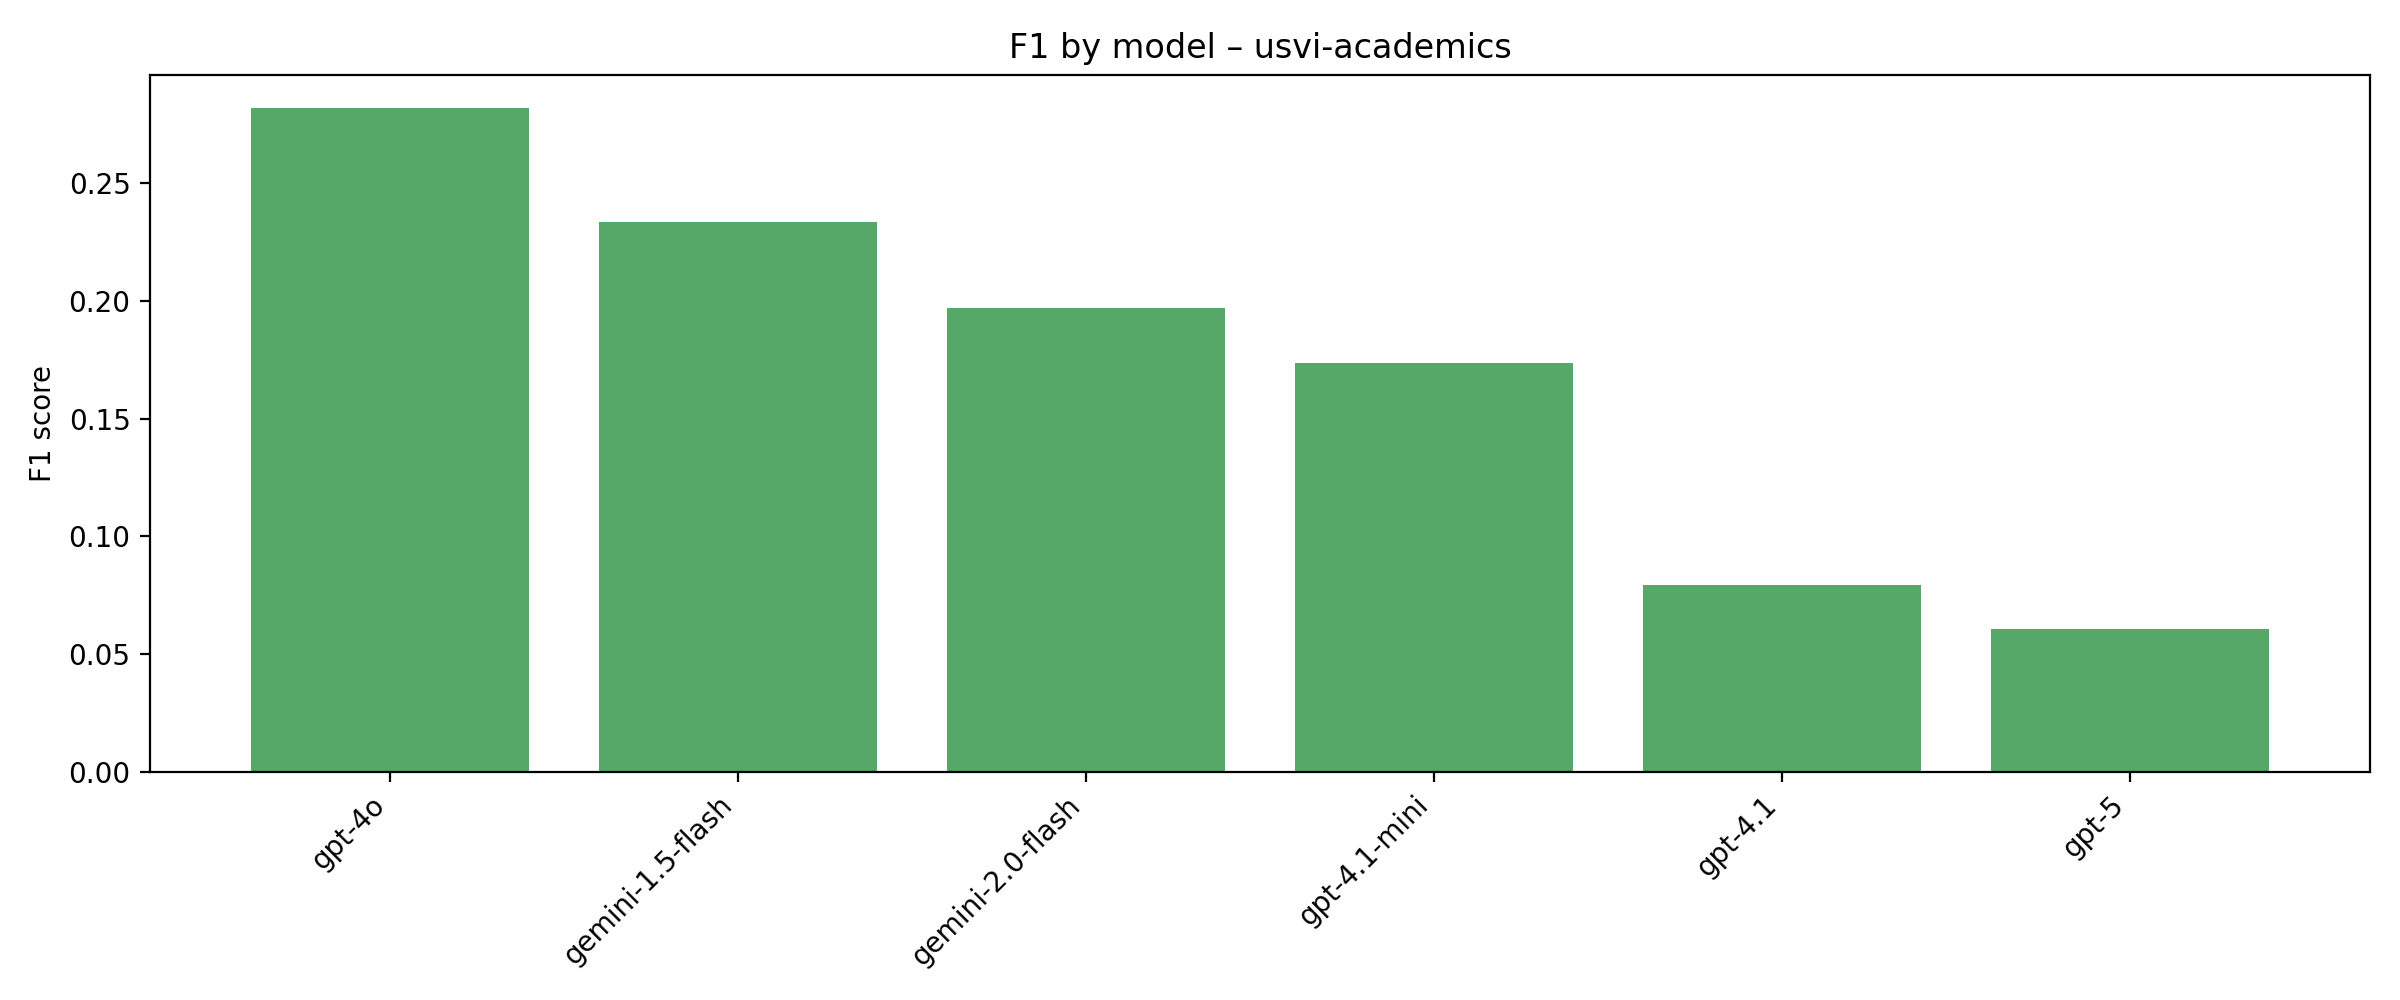 F1 by model – usvi-academics
F1 score
0.25
0.20
0.15
0.10
0.05
0.00
gpt-4o
gemini-1.5-flash
gemini-2.0-flash
gpt-4.1-mini
gpt-4.1
gpt-5